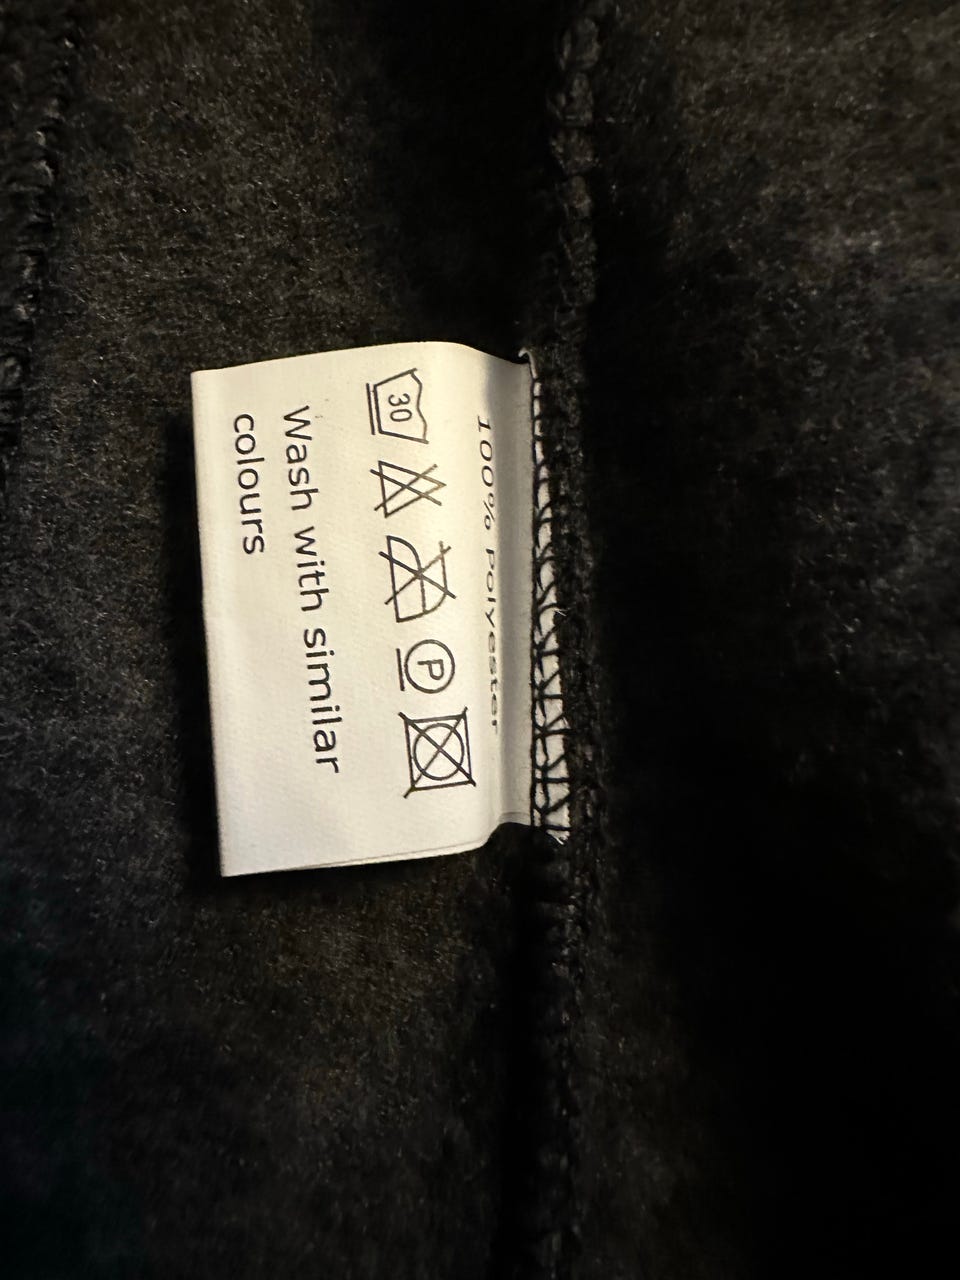 100% Polyester
30
P
Wash with similar
colours